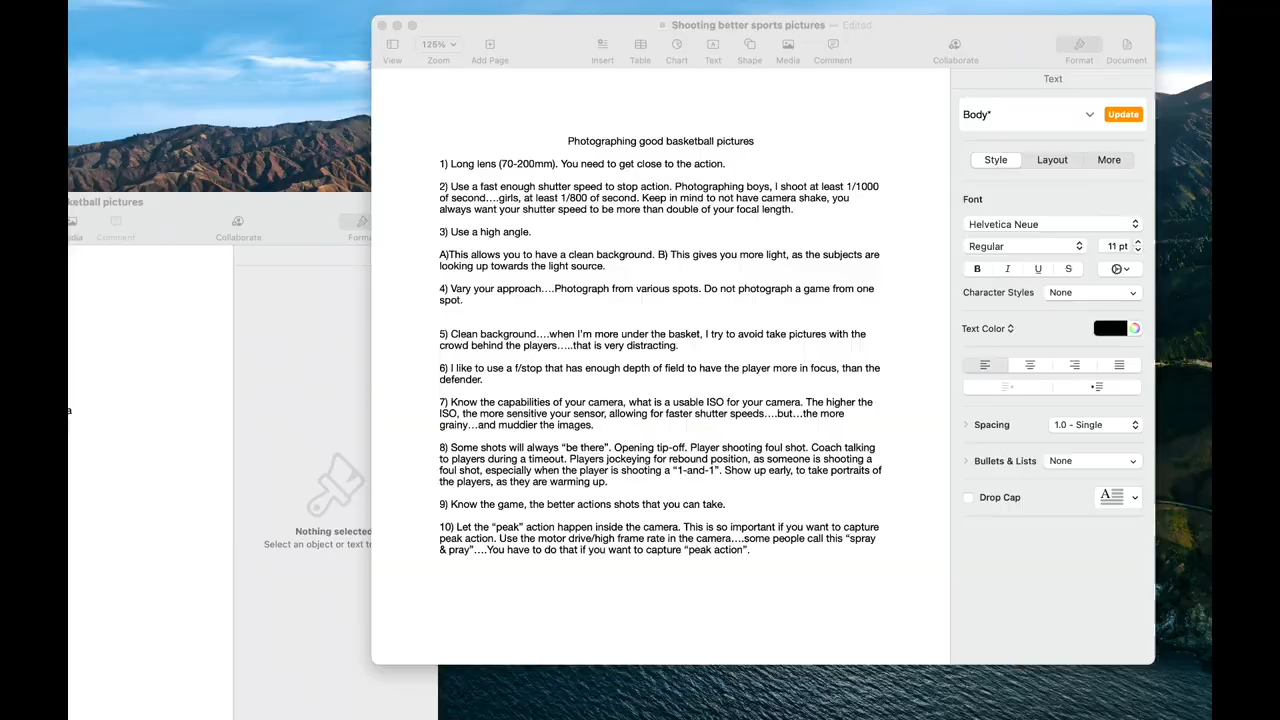 Shooting better sports pictures — Edited
View
125%
Zoom
Add Page
Insert
Table
Chart
Text
Shape
Media
Comment
Collaborate
Format
Document
Text
Body*
Update
Style
Layout
More
Font
Helvetica Neue
Regular
11 pt
B I U S
Character Styles
None
Text Color
Spacing
1.0 - Single
Bullets & Lists
None
Drop Cap
A
Photographing good basketball pictures
1) Long lens (70-200mm). You need to get close to the action.
2) Use a fast enough shutter speed to stop action. Photographing boys, I shoot at least 1/1000
of second….girls, at least 1/800 of second. Keep in mind to not have camera shake, you
always want your shutter speed to be more than double of your focal length.
3) Use a high angle.
A)This allows you to have a clean background. B) This gives you more light, as the subjects are
looking up towards the light source.
4) Vary your approach….Photograph from various spots. Do not photograph a game from one
spot.
5) Clean background….when I'm more under the basket, I try to avoid take pictures with the
crowd behind the players…..that is very distracting.
6) I like to use a f/stop that has enough depth of field to have the player more in focus, than the
defender.
7) Know the capabilities of your camera, what is a usable ISO for your camera. The higher the
ISO, the more sensitive your sensor, allowing for faster shutter speeds….but…the more
grainy…and muddier the images.
8) Some shots will always “be there”. Opening tip-off. Player shooting foul shot. Coach talking
to players during a timeout. Players jockeying for rebound position, as someone is shooting a
foul shot, especially when the player is shooting a “1-and-1”. Show up early, to take portraits of
the players, as they are warming up.
9) Know the game, the better actions shots that you can take.
10) Let the “peak” action happen inside the camera. This is so important if you want to capture
peak action. Use the motor drive/high frame rate in the camera….some people call this “spray
& pray”….You have to do that if you want to capture “peak action”.
ketball pictures
dia
Comment
Collaborate
Forma
a
Nothing selected
Select an object or text to